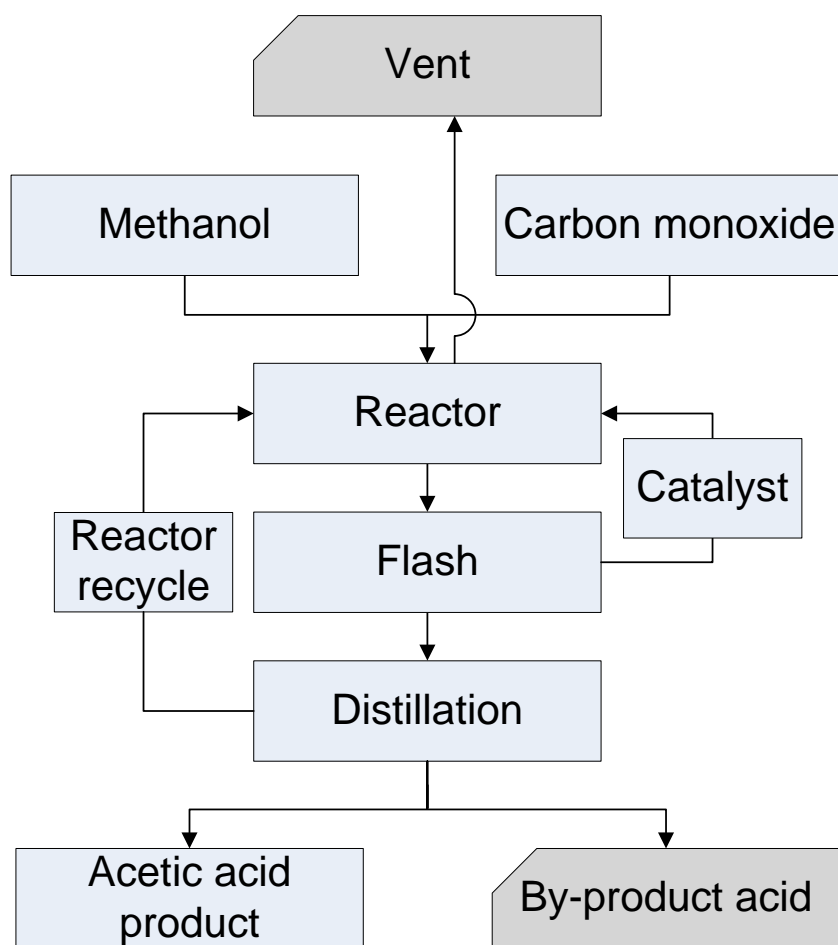 Vent
Methanol
Carbon monoxide
Reactor
Catalyst
Reactor
recycle
Flash
Distillation
Acetic acid
product
By-product acid